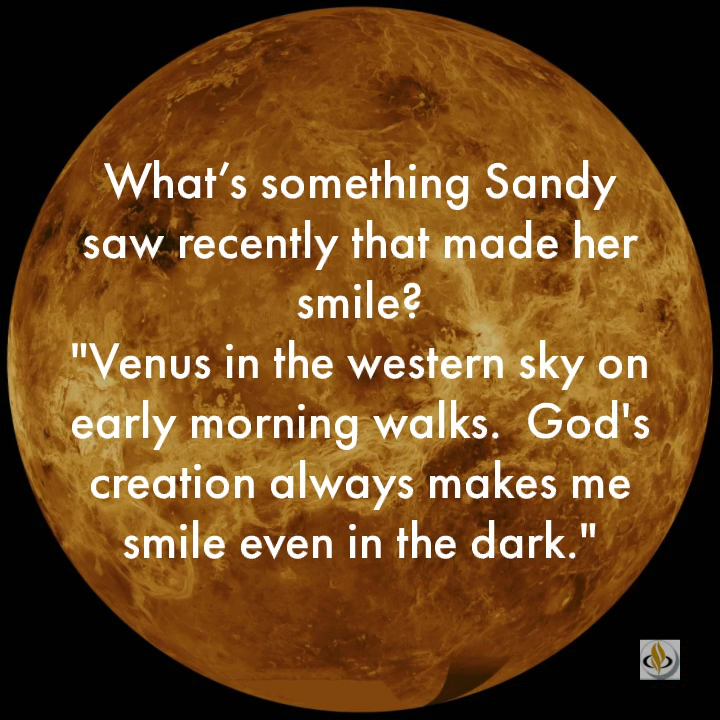 What’s something Sandy
saw recently that made her
smile?
"Venus in the western sky on
early morning walks.  God's
creation always makes me
smile even in the dark."